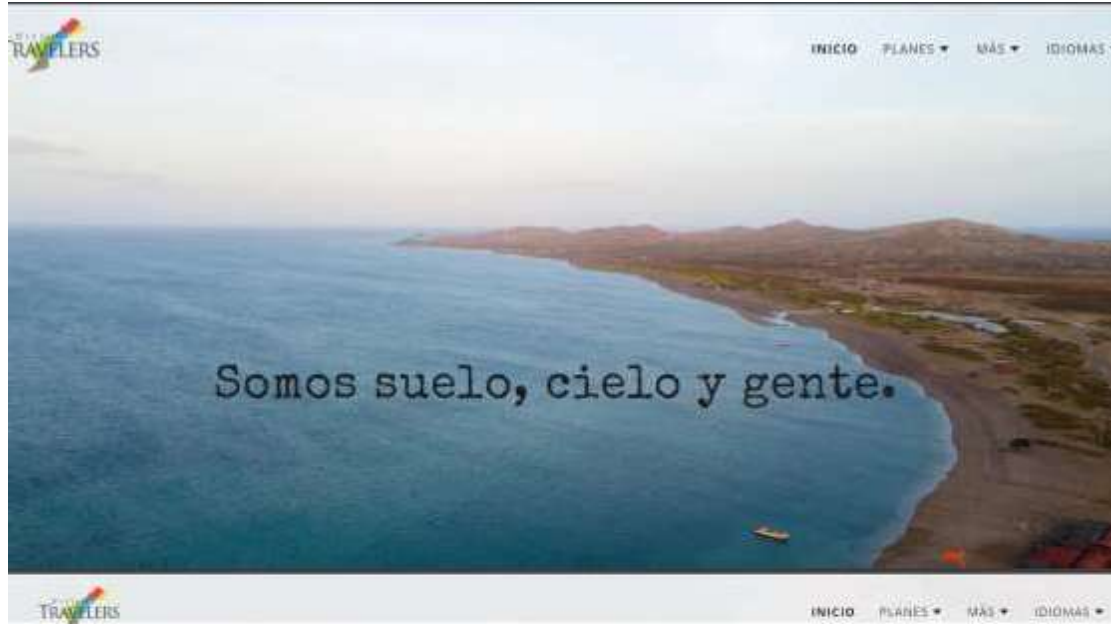 TRAVELERS
INICIO PLANES MÁS IDIOMAS
Somos suelo, cielo y gente.
TRAVELERS
INICIO PLANES MÁS IDIOMAS